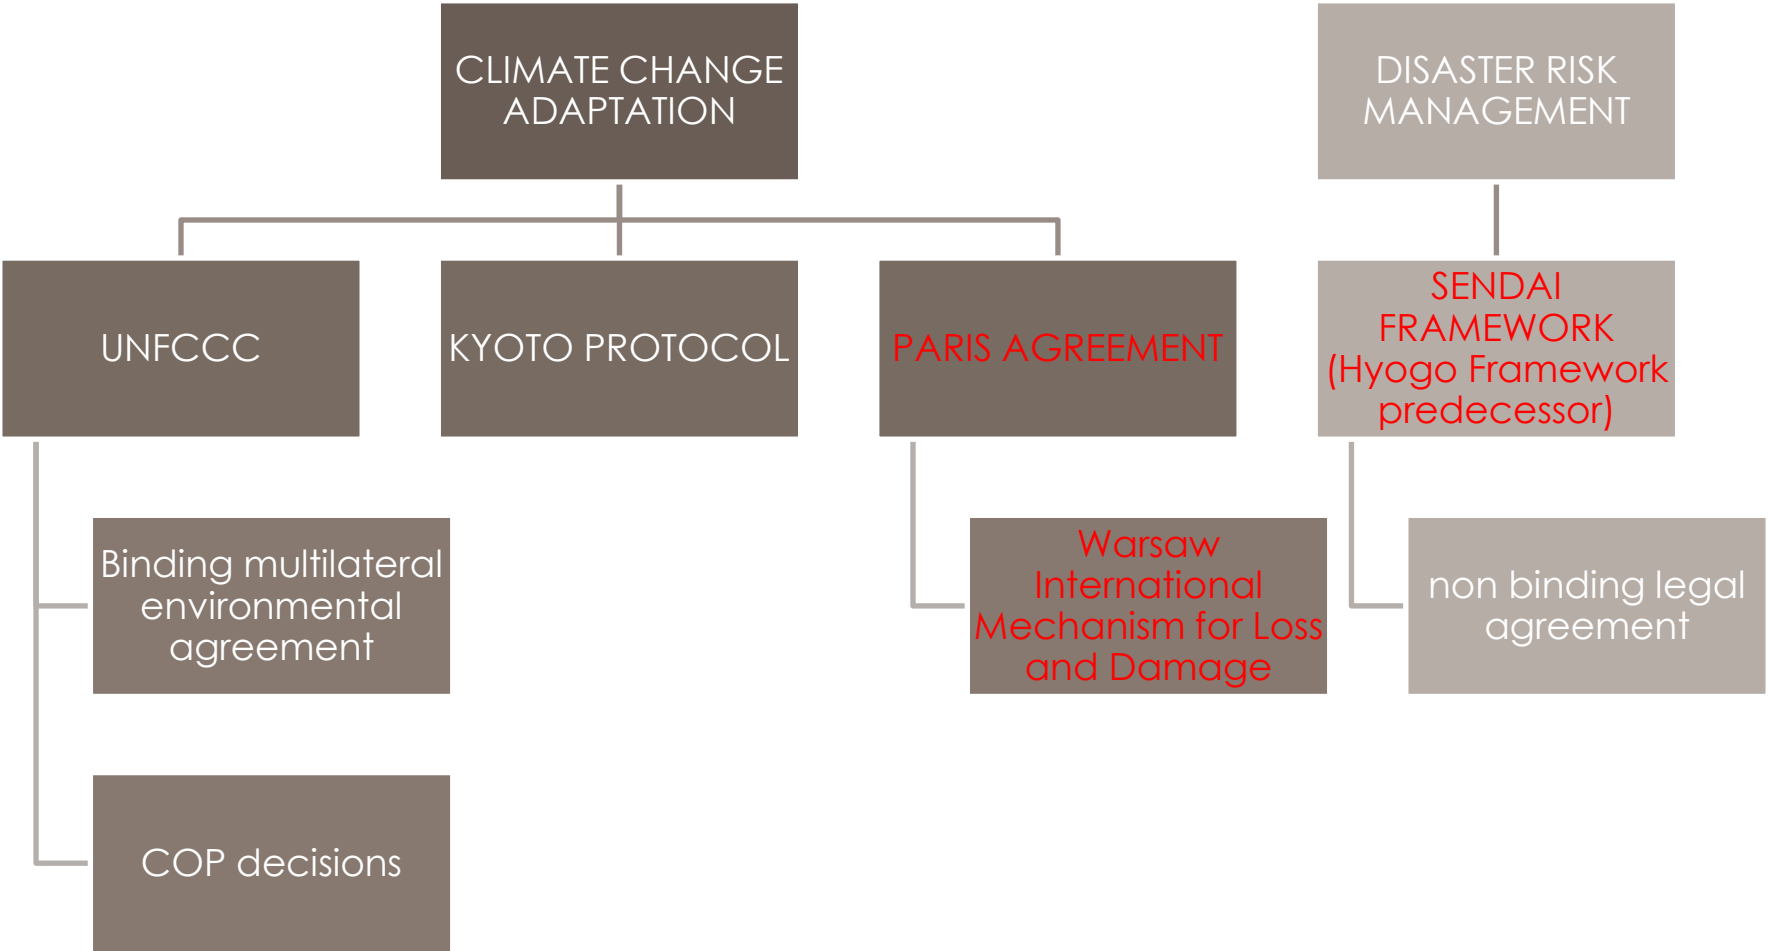 CLIMATE CHANGE
ADAPTATION
DISASTER RISK
MANAGEMENT
UNFCCC
KYOTO PROTOCOL
PARIS AGREEMENT
SENDAI
FRAMEWORK
(Hyogo Framework
predecessor)
Binding multilateral
environmental
agreement
Warsaw
International
Mechanism for Loss
and Damage
non binding legal
agreement
COP decisions